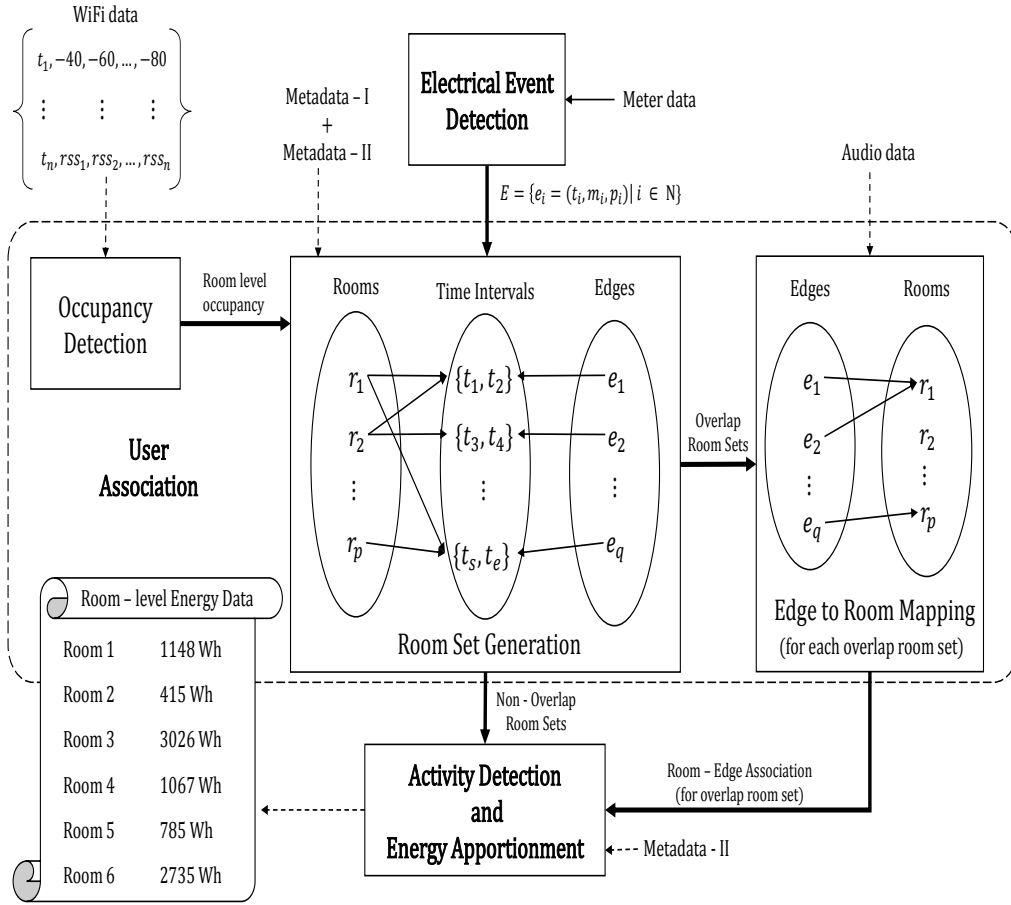 WiFi data
t₁, −40, −60, ..., −80
⋮ ⋮ ⋮
tₙ, rss₁, rss₂, ..., rssₙ
Metadata – I
+
Metadata – II
Electrical Event
Detection
Meter data
Audio data
E = {eᵢ = (tᵢ, mᵢ, pᵢ)| i ∈ N}
Occupancy
Detection
Room level
occupancy
User
Association
Rooms
Time Intervals
Edges
r₁
{t₁, t₂}
e₁
r₂
{t₃, t₄}
e₂
⋮ ⋮ ⋮
rₚ
{tₛ, tₑ}
e_q
Room Set Generation
Overlap
Room Sets
Edges
Rooms
e₁
r₁
e₂
r₂
⋮ ⋮
e_q
rₚ
Edge to Room Mapping
(for each overlap room set)
Non - Overlap
Room Sets
Room – Edge Association
(for overlap room set)
Activity Detection
and
Energy Apportionment
Metadata - II
Room – level Energy Data
Room 1 1148 Wh
Room 2 415 Wh
Room 3 3026 Wh
Room 4 1067 Wh
Room 5 785 Wh
Room 6 2735 Wh